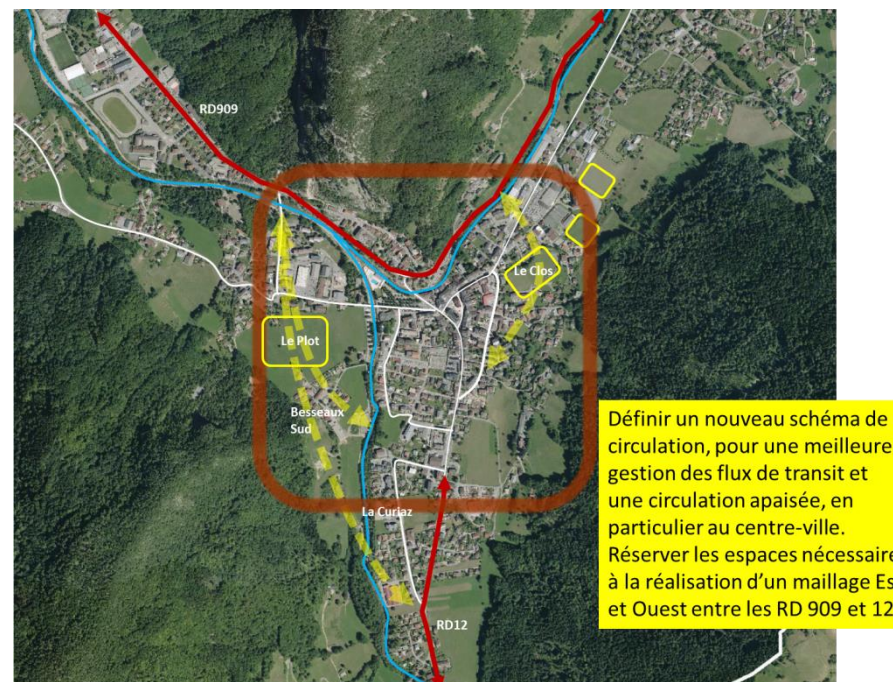 RD909
Le Clos
Le Plot
Besseaux
Sud
La Curiaz
RD12
Définir un nouveau schéma de
circulation, pour une meilleure
gestion des flux de transit et
une circulation apaisée, en
particulier au centre-ville.
Réserver les espaces nécessaire
à la réalisation d’un maillage Es
et Ouest entre les RD 909 et 12